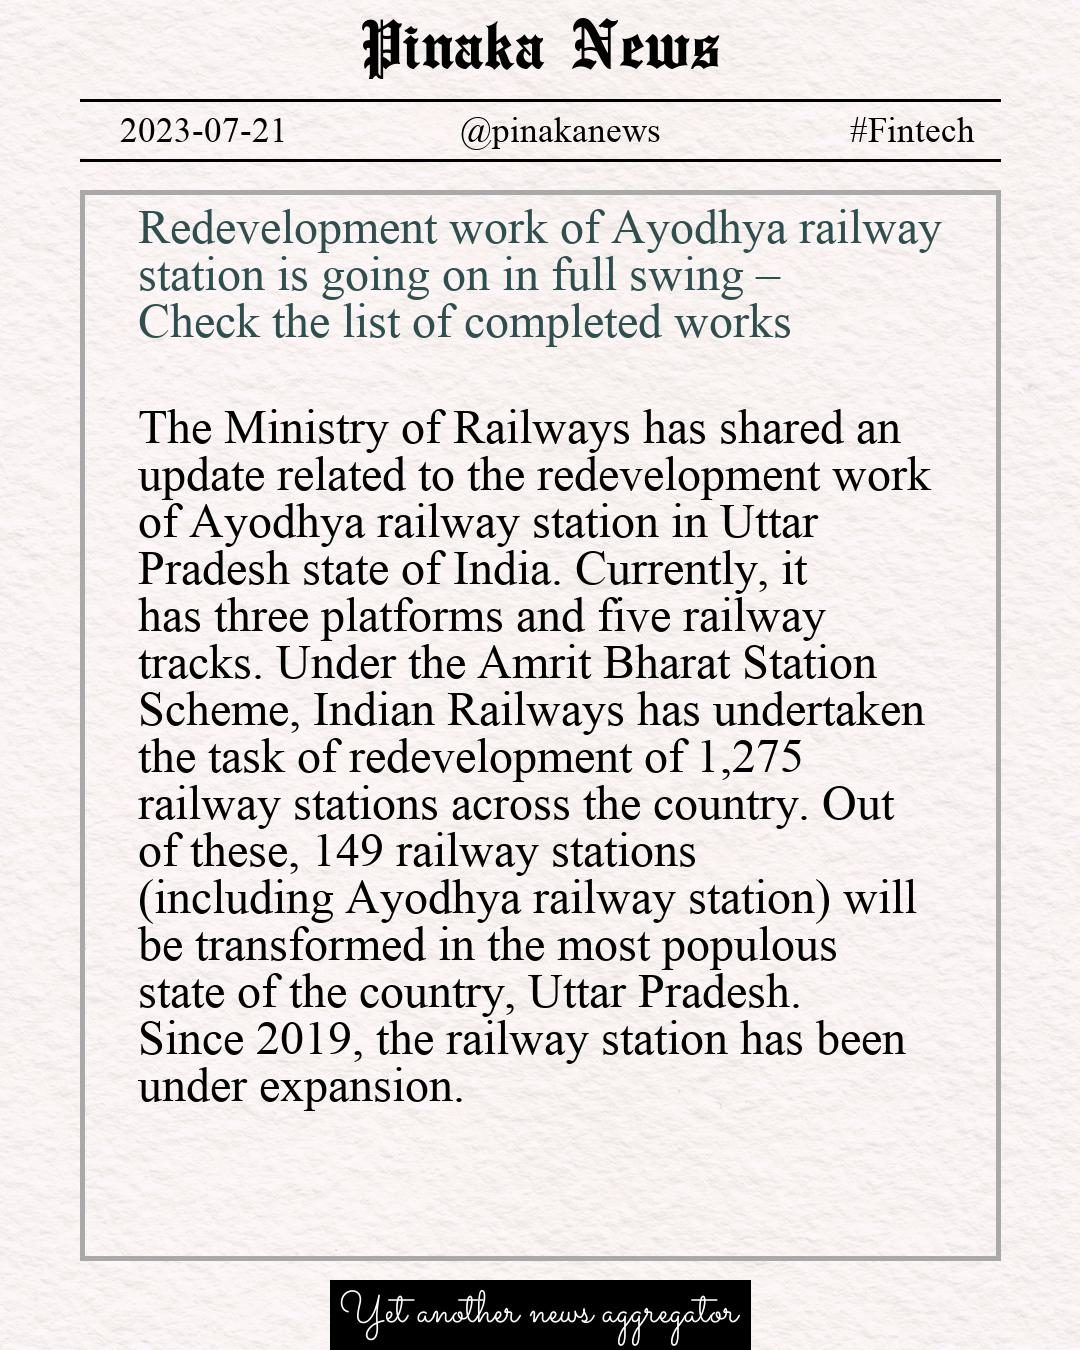 Pinaka News
2023-07-21 @pinakanews #Fintech
Redevelopment work of Ayodhya railway
station is going on in full swing –
Check the list of completed works
The Ministry of Railways has shared an
update related to the redevelopment work
of Ayodhya railway station in Uttar
Pradesh state of India. Currently, it
has three platforms and five railway
tracks. Under the Amrit Bharat Station
Scheme, Indian Railways has undertaken
the task of redevelopment of 1,275
railway stations across the country. Out
of these, 149 railway stations
(including Ayodhya railway station) will
be transformed in the most populous
state of the country, Uttar Pradesh.
Since 2019, the railway station has been
under expansion.
Yet another news aggregator